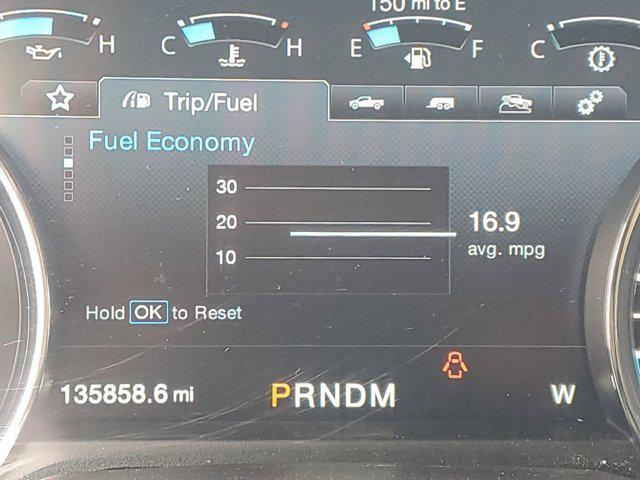 150 mi to E
H
C
H
E
F
C
Trip/Fuel
Fuel Economy
30
20
10
16.9
avg. mpg
Hold OK to Reset
135858.6 mi
PRNDM
W